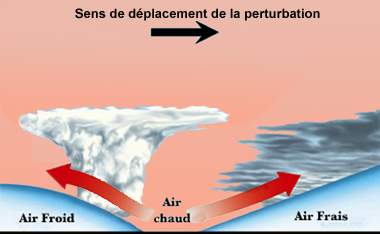 Sens de déplacement de la perturbation
Air
chaud
Air Froid
Air Frais